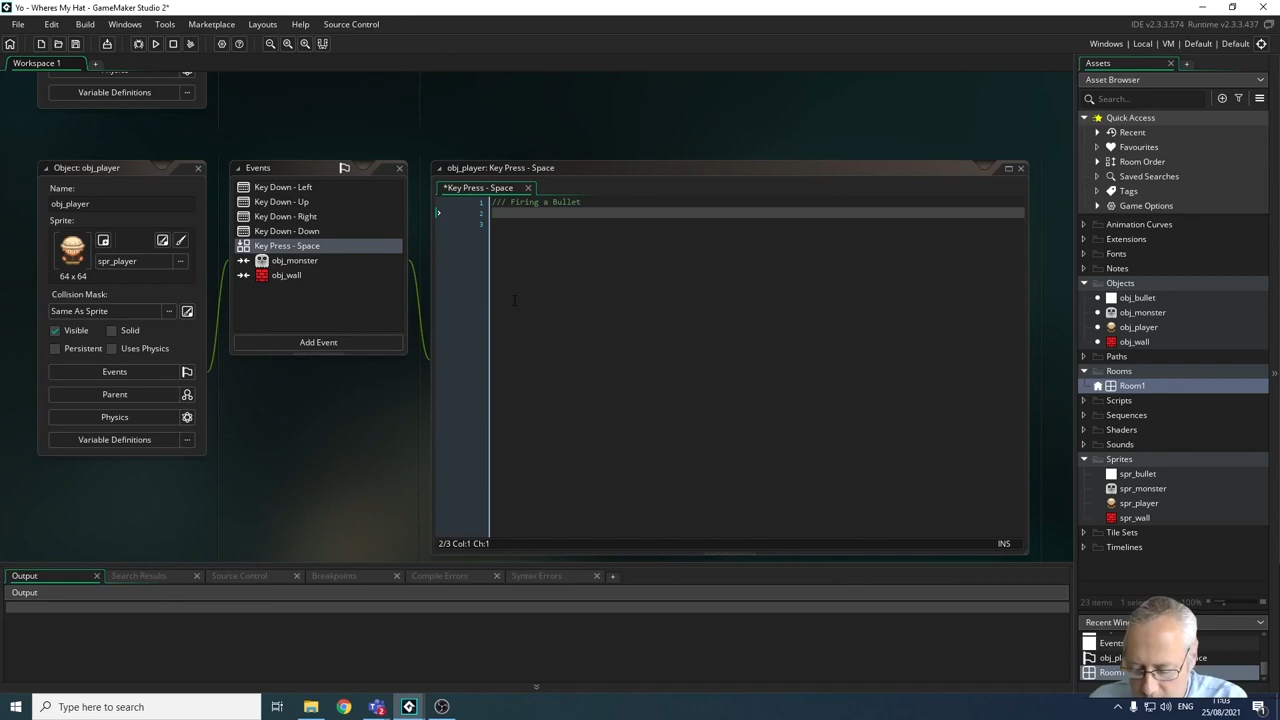 Yo - Wheres My Hat - GameMaker Studio 2*
File Edit Build Windows Tools Marketplace Layouts Help Source Control
IDE v2.3.3.574 Runtime v2.3.3.437
Windows | Local | VM | Default | Default
Workspace 1
Variable Definitions
Object: obj_player
Name:
obj_player
Sprite:
spr_player
64 x 64
Collision Mask:
Same As Sprite
Visible Solid
Persistent Uses Physics
Events
Parent
Physics
Variable Definitions
Events
Key Down - Left
Key Down - Up
Key Down - Right
Key Down - Down
Key Press - Space
obj_monster
obj_wall
Add Event
obj_player: Key Press - Space
*Key Press - Space
1 /// Firing a Bullet
2
3
2/3 Col:1 Ch:1 INS
Assets
Asset Browser
Search...
Quick Access
Recent
Favourites
Room Order
Saved Searches
Tags
Game Options
Animation Curves
Extensions
Fonts
Notes
Objects
obj_bullet
obj_monster
obj_player
obj_wall
Paths
Rooms
Room1
Scripts
Sequences
Shaders
Sounds
Sprites
spr_bullet
spr_monster
spr_player
spr_wall
Tile Sets
Timelines
23 items 100%
Output Search Results Source Control Breakpoints Compile Errors Syntax Errors
Output
Type here to search
ENG
11:03
25/08/2021